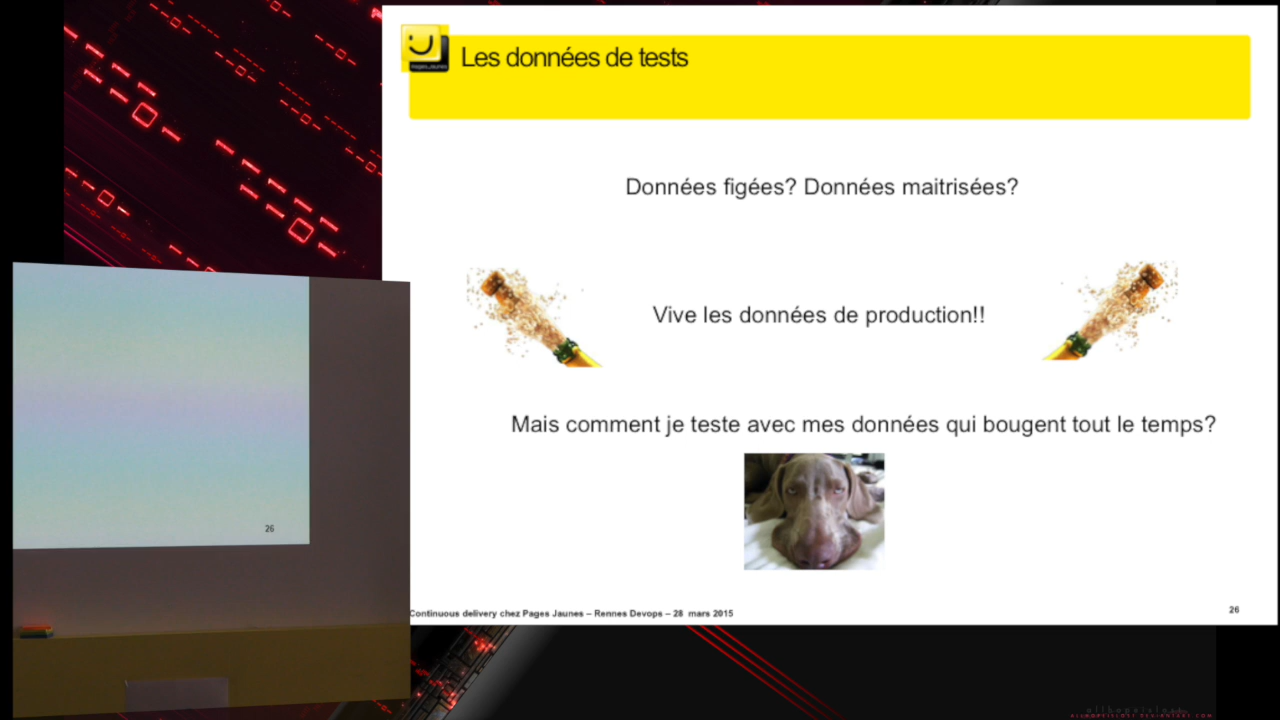 Les données de tests
PagesJaunes
Données figées? Données maitrisées?
Vive les données de production!!
Mais comment je teste avec mes données qui bougent tout le temps?
Continuous delivery chez Pages Jaunes – Rennes Devops – 28 mars 2015
26
26